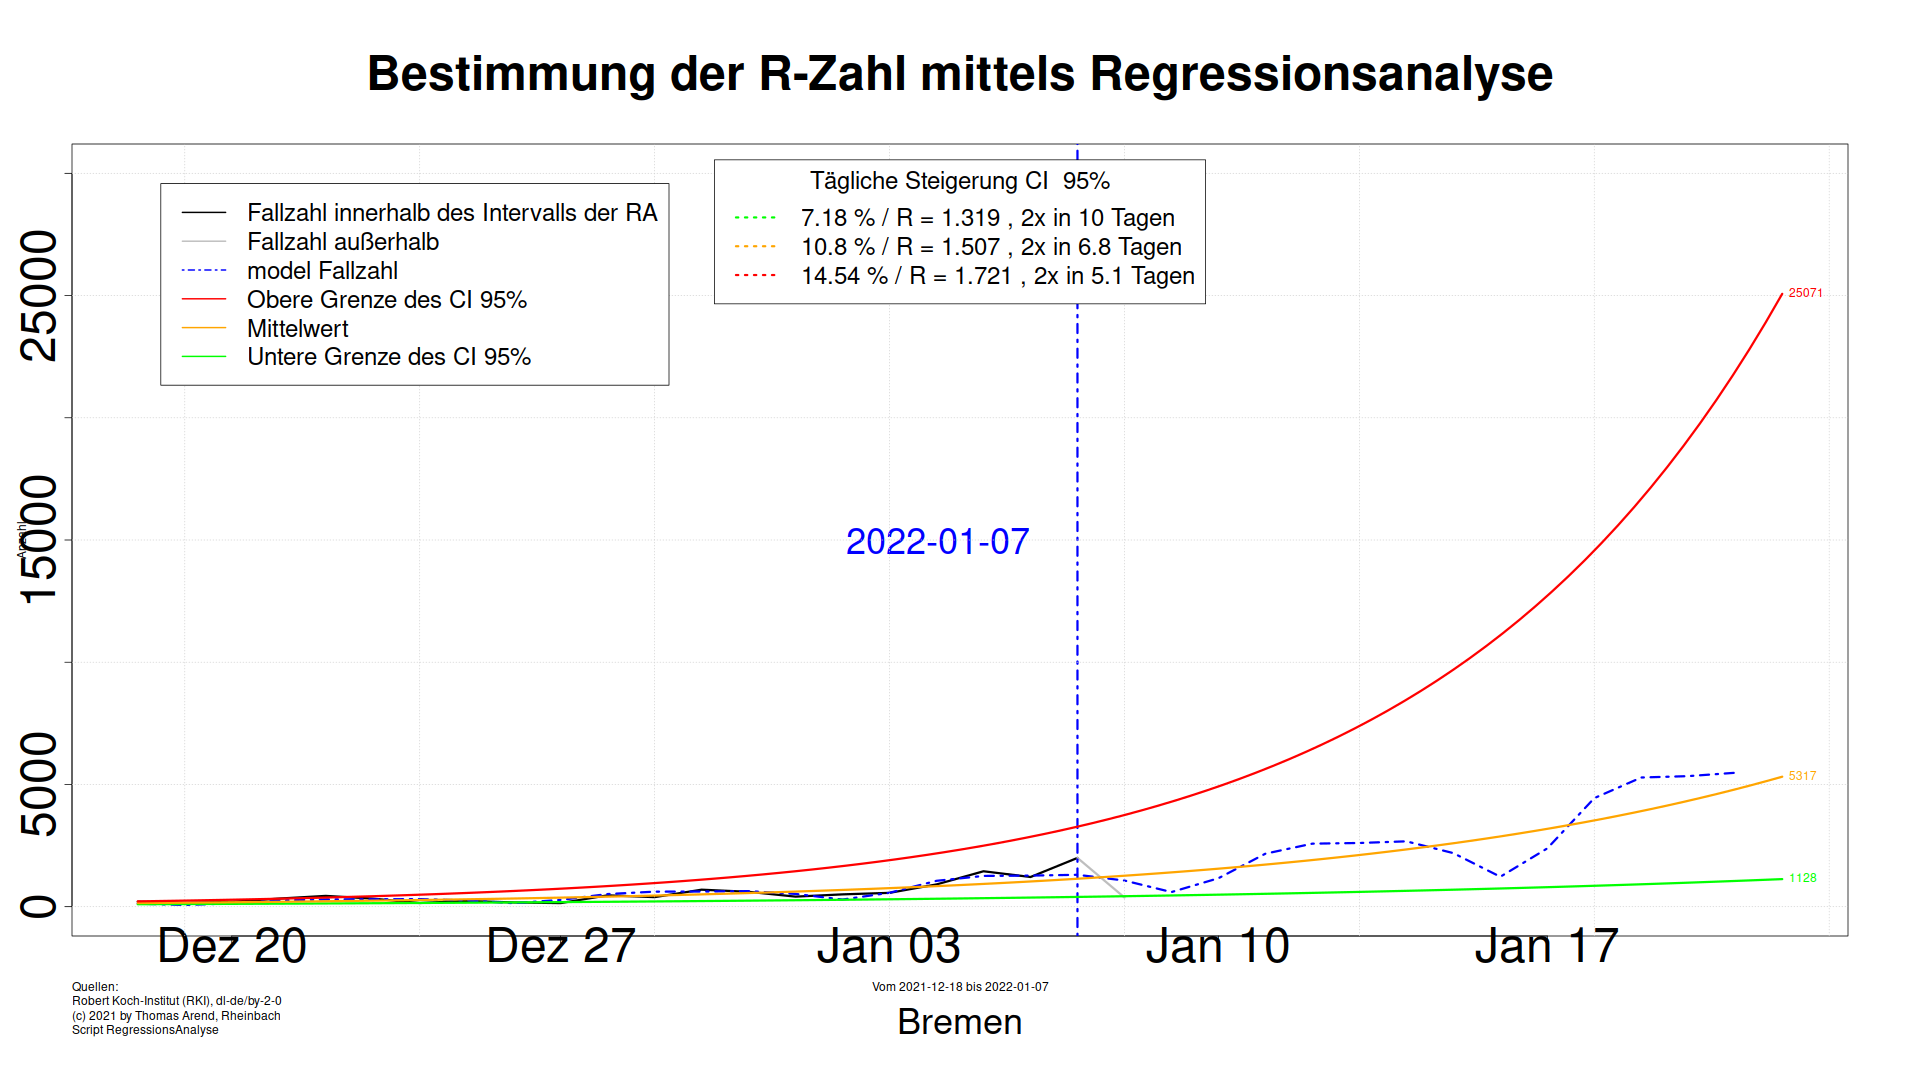 Bestimmung der R-Zahl mittels Regressionsanalyse
Fallzahl innerhalb des Intervalls der RA
Fallzahl außerhalb
model Fallzahl
Obere Grenze des CI 95%
Mittelwert
Untere Grenze des CI 95%
Tägliche Steigerung CI  95%
7.18 % / R = 1.319 , 2x in 10 Tagen
10.8 % / R = 1.507 , 2x in 6.8 Tagen
14.54 % / R = 1.721 , 2x in 5.1 Tagen
25000
15000
5000
0
Anzahl
2022-01-07
25071
5317
1128
Dez 20
Dez 27
Jan 03
Jan 10
Jan 17
Quellen:
Robert Koch-Institut (RKI), dl-de/by-2-0
(c) 2021 by Thomas Arend, Rheinbach
Script RegressionsAnalyse
Vom 2021-12-18 bis 2022-01-07
Bremen